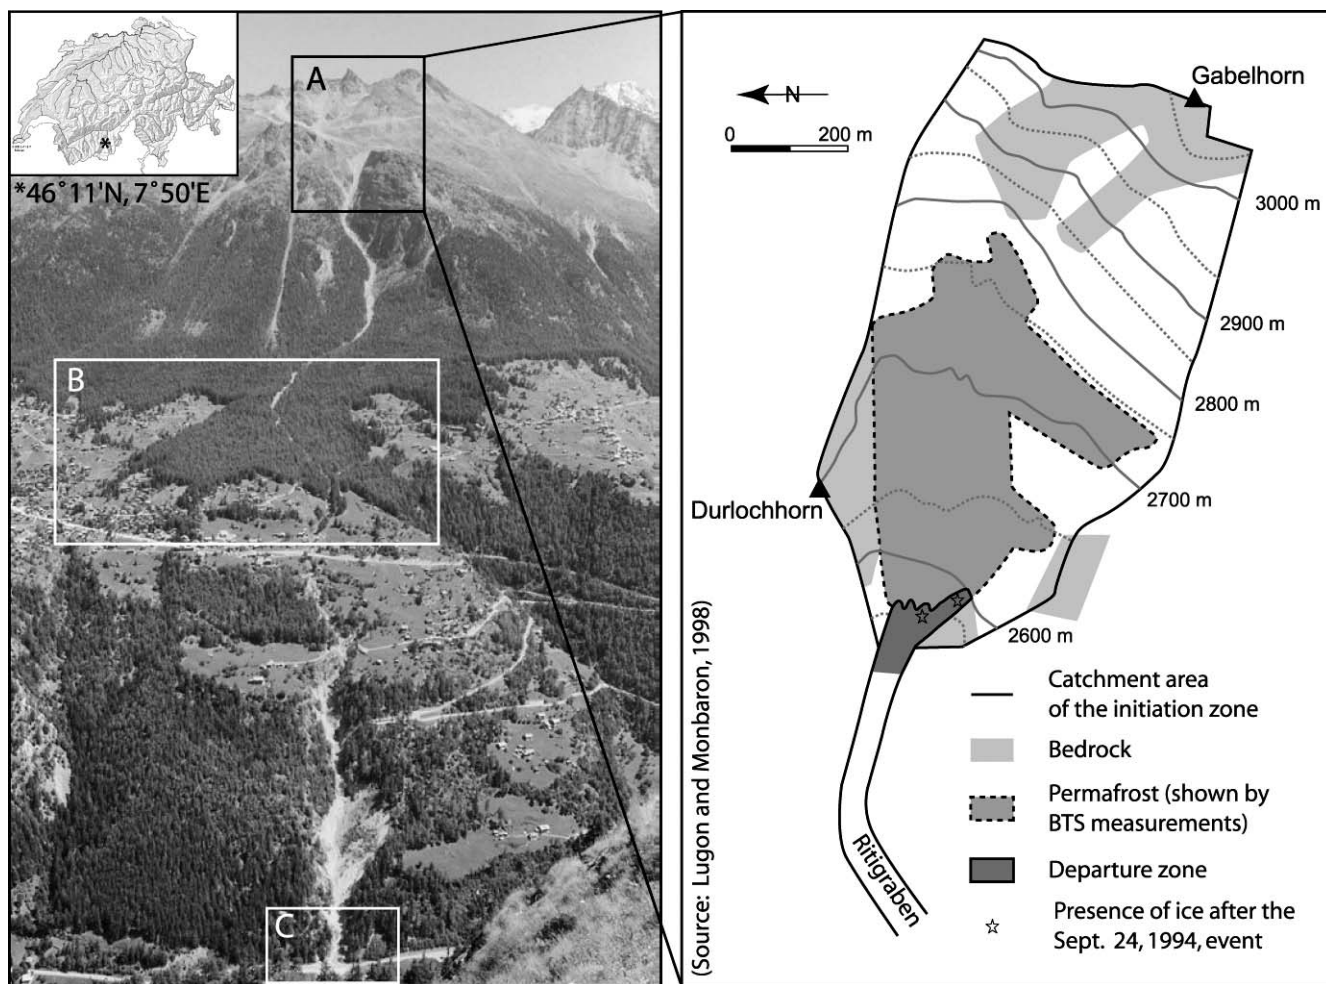 A
*
*46°11'N, 7°50'E
B
C
Gabelhorn
N
0 200 m
3000 m
2900 m
2800 m
2700 m
Durlochhorn
2600 m
Catchment area
of the initiation zone
Bedrock
Permafrost (shown by
BTS measurements)
Departure zone
Presence of ice after the
Sept. 24, 1994, event
Ritigraben
(Source: Lugon and Monbaron, 1998)